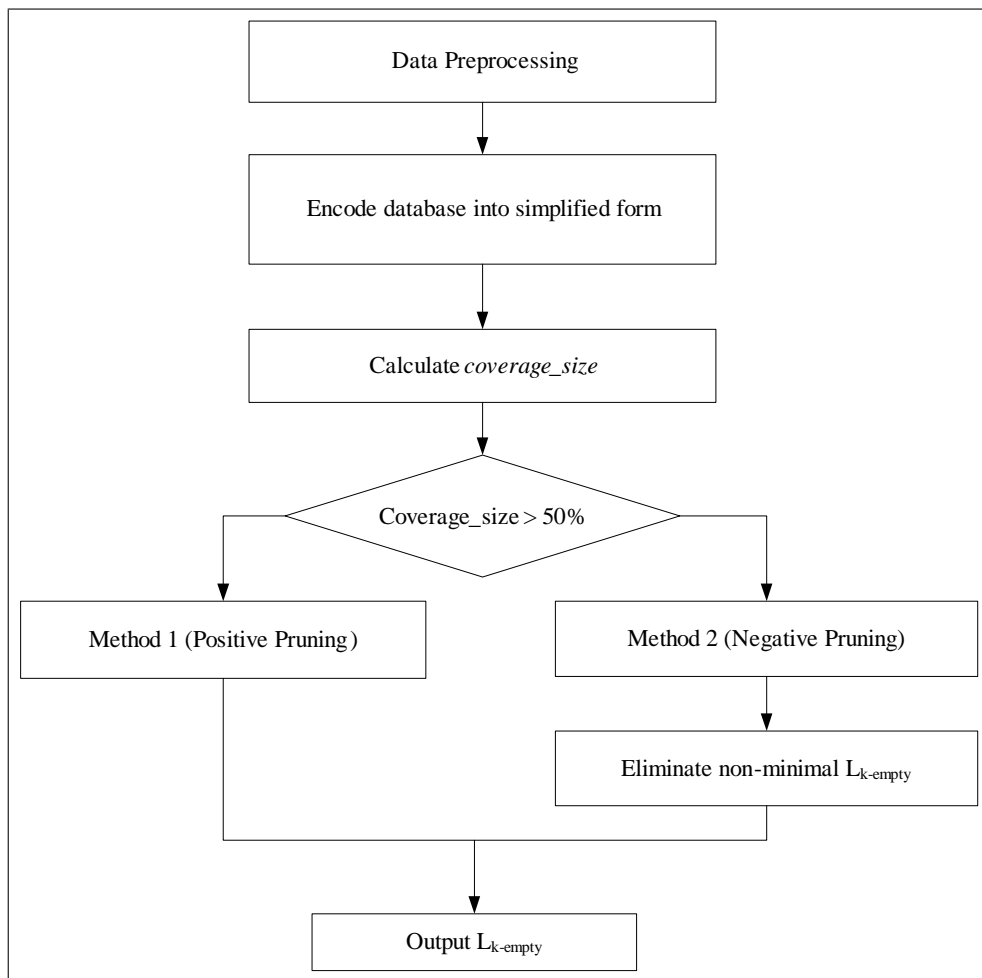 Data Preprocessing
Encode database into simplified form
Calculate coverage_size
Coverage_size > 50%
Method 1 (Positive Pruning)
Method 2 (Negative Pruning)
Eliminate non-minimal Lk-empty
Output Lk-empty